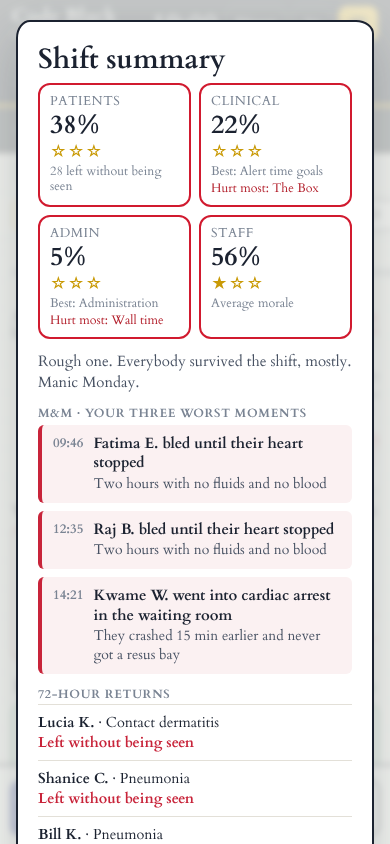 Shift summary
PATIENTS
38%
☆☆☆
28 left without being
seen
CLINICAL
22%
☆☆☆
Best: Alert time goals
Hurt most: The Box
ADMIN
5%
☆☆☆
Best: Administration
Hurt most: Wall time
STAFF
56%
★☆☆
Average morale
Rough one. Everybody survived the shift, mostly.
Manic Monday.
M&M · YOUR THREE WORST MOMENTS
09:46 Fatima E. bled until their heart
stopped
Two hours with no fluids and no blood
12:35 Raj B. bled until their heart stopped
Two hours with no fluids and no blood
14:21 Kwame W. went into cardiac arrest
in the waiting room
They crashed 15 min earlier and never
got a resus bay
72-HOUR RETURNS
Lucia K. · Contact dermatitis
Left without being seen
Shanice C. · Pneumonia
Left without being seen
Bill K. · Pneumonia